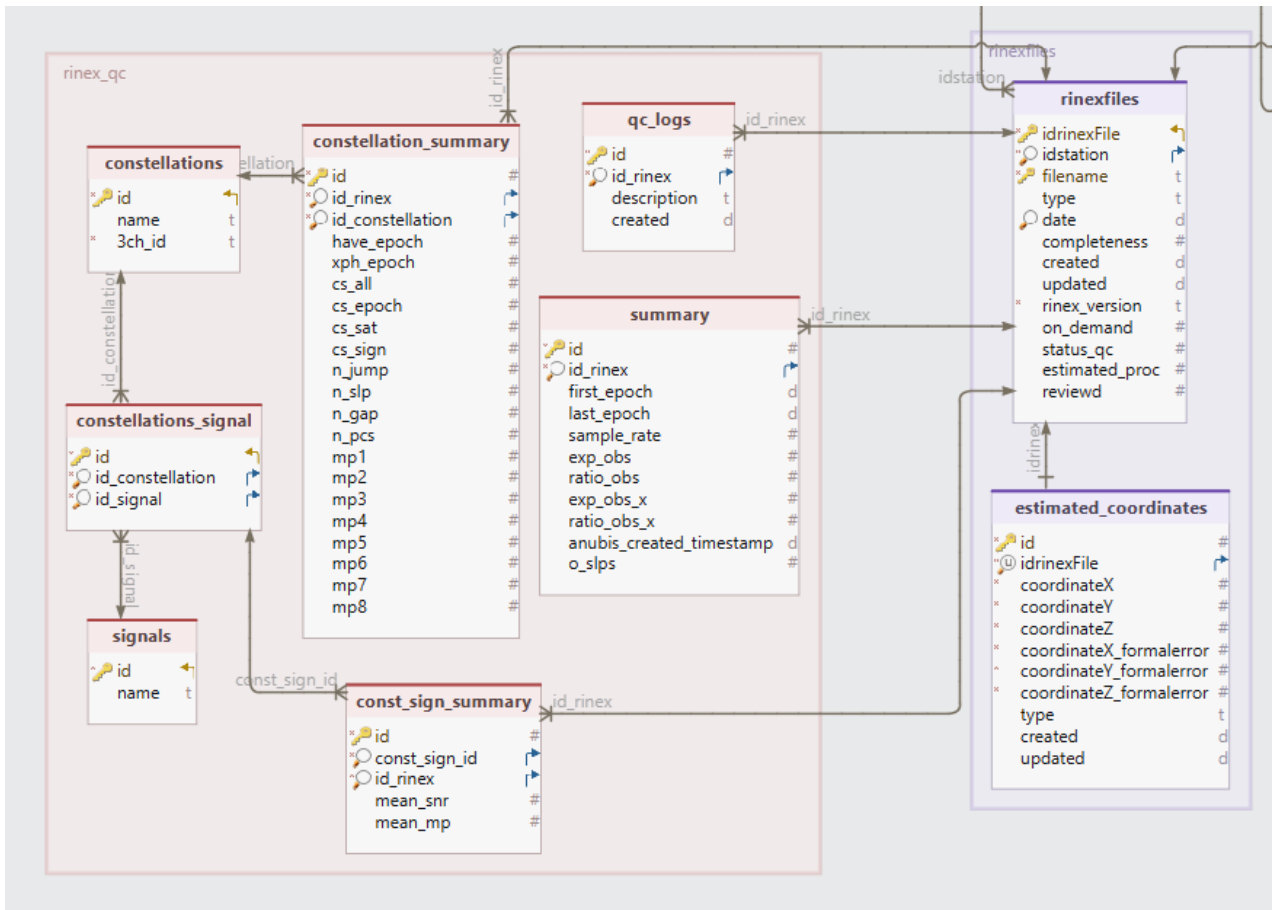 rinex_qc
constellations
id
name
t
3ch_id
t
ellation
id_constellation
constellations_signal
id
id_constellation
id_signal
id_signal
signals
id
name
t
id_rinex
constellation_summary
id
#
id_rinex
id_constellation
have_epoch
#
xph_epoch
#
cs_all
#
cs_epoch
#
cs_sat
#
cs_sign
#
n_jump
#
n_slp
#
n_gap
#
n_pcs
#
mp1
#
mp2
#
mp3
#
mp4
#
mp5
#
mp6
#
mp7
#
mp8
#
qc_logs
id
#
id_rinex
description
t
created
d
id_rinex
summary
id
#
id_rinex
first_epoch
d
last_epoch
d
sample_rate
#
exp_obs
#
ratio_obs
#
exp_obs_x
#
ratio_obs_x
#
anubis_created_timestamp
d
o_slps
#
id_rinex
const_sign_id
const_sign_summary
id
#
const_sign_id
id_rinex
mean_snr
#
mean_mp
#
id_rinex
rinexfiles
idstation
rinexfiles
idrinexFile
idstation
filename
t
type
t
date
d
completeness
#
created
d
updated
d
rinex_version
t
on_demand
#
status_qc
#
estimated_proc
#
reviewd
#
idrinex
estimated_coordinates
id
#
u
idrinexFile
coordinateX
#
coordinateY
#
coordinateZ
#
coordinateX_formalerror
#
coordinateY_formalerror
#
coordinateZ_formalerror
#
type
t
created
d
updated
d